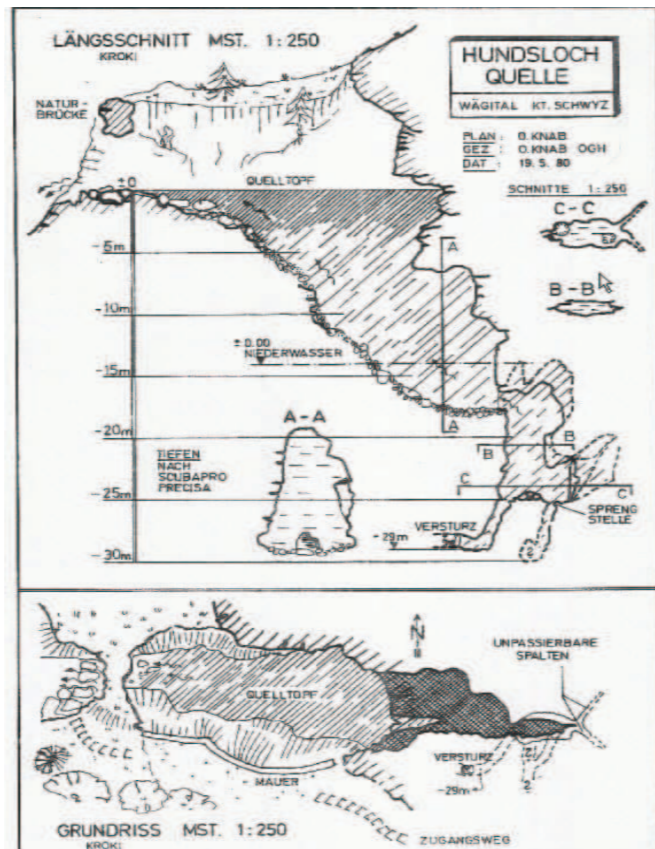 LÄNGSSCHNITT MST. 1:250
KROKI
HUNDSLOCH
QUELLE
WÄGITAL KT. SCHWYZ
PLAN : O. KNAB
GEZ : O. KNAB OGH
DAT : 19. 5. 80
NATUR-
BRÜCKE
±0
QUELLTOPF
SCHNITTE 1:250
C-C
A
-5m
B-B
-10m
±0.00
NIEDERWASSER
-15m
A-A
A
-20m
B
B
TIEFEN
NACH
SCUBAPRO
PRECISA
C
C
-25m
VERSTURZ
SPRENG
STELLE
-29m
-30m
N
UNPASSIERBARE
SPALTEN
QUELLTOPF
VERSTURZ
-29m
MAUER
GRUNDRISS MST. 1:250
KROKI
ZUGANGSWEG